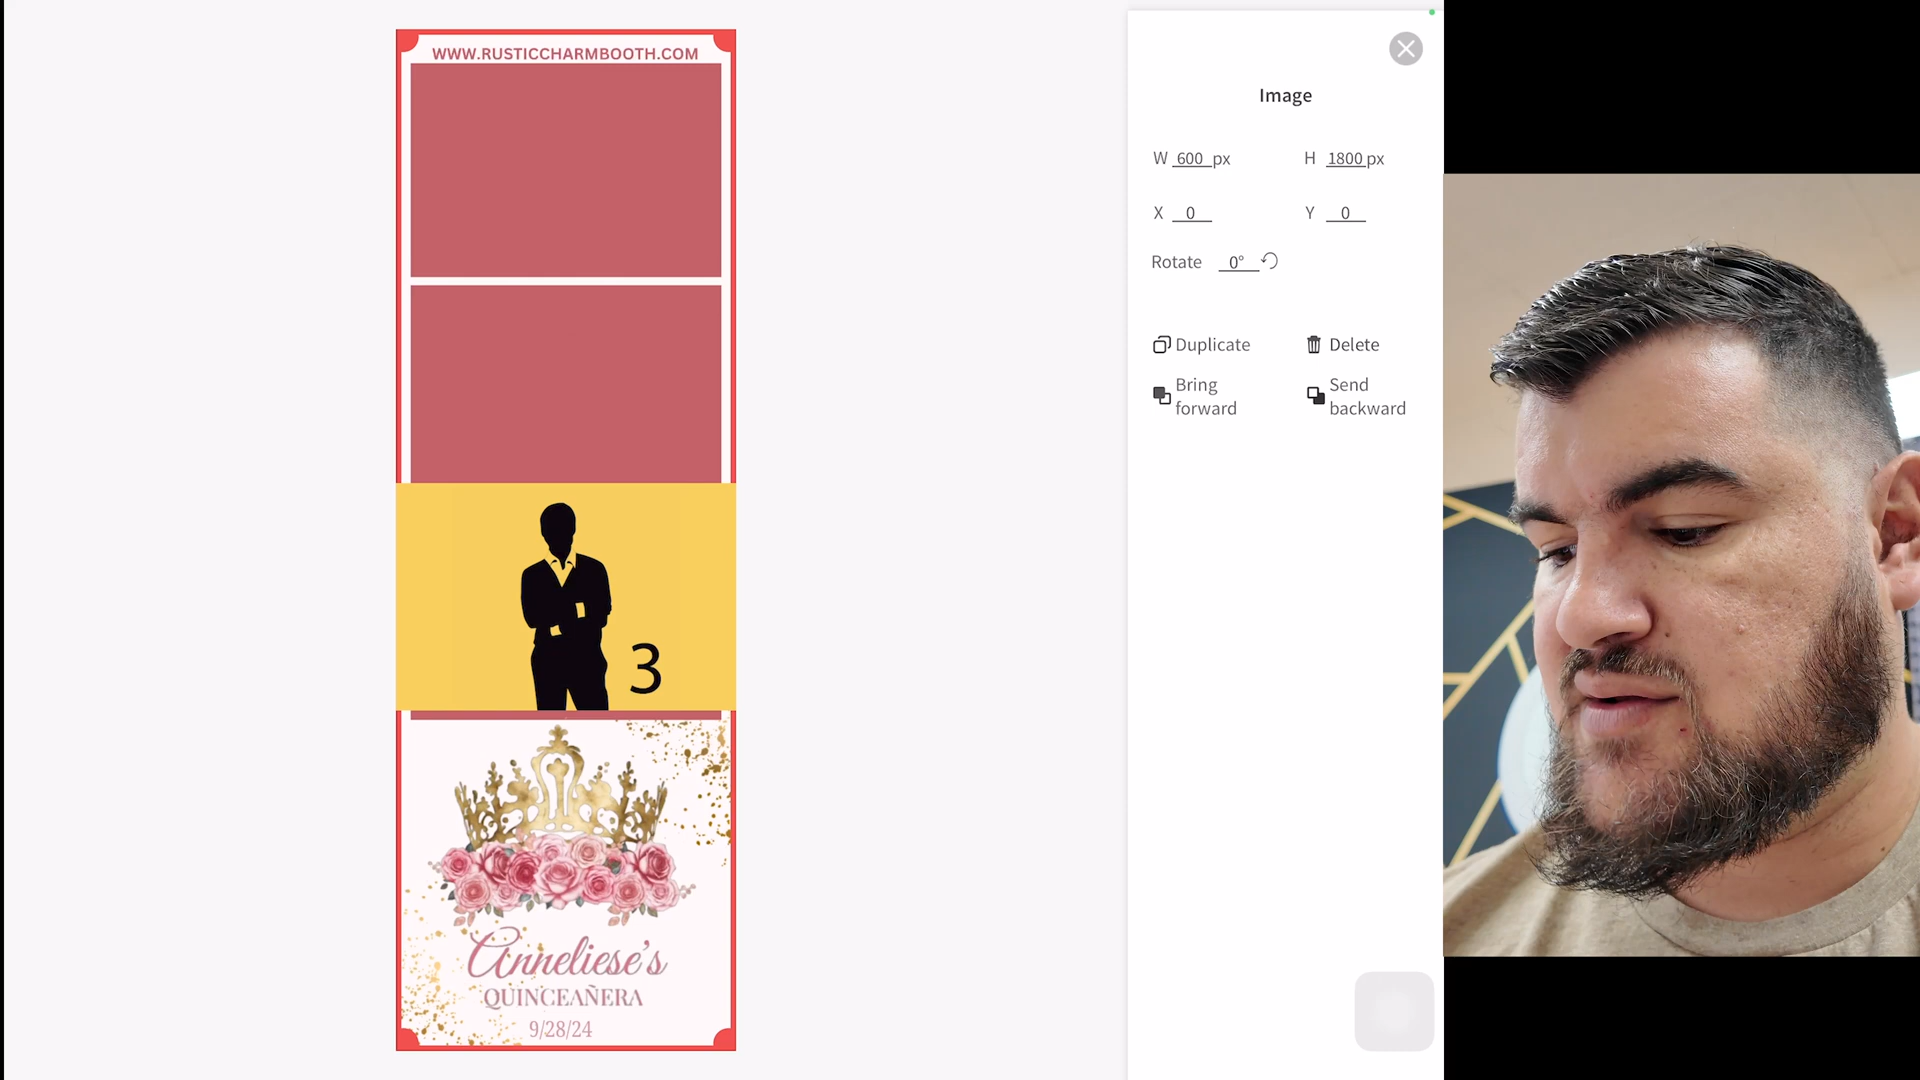 WWW.RUSTICCHARMBOOTH.COM
3
Anneliese's
QUINCEAÑERA
9/28/24
Image
W 600 px
H 1800 px
X 0
Y 0
Rotate 0°
Duplicate
Delete
Bring
forward
Send
backward